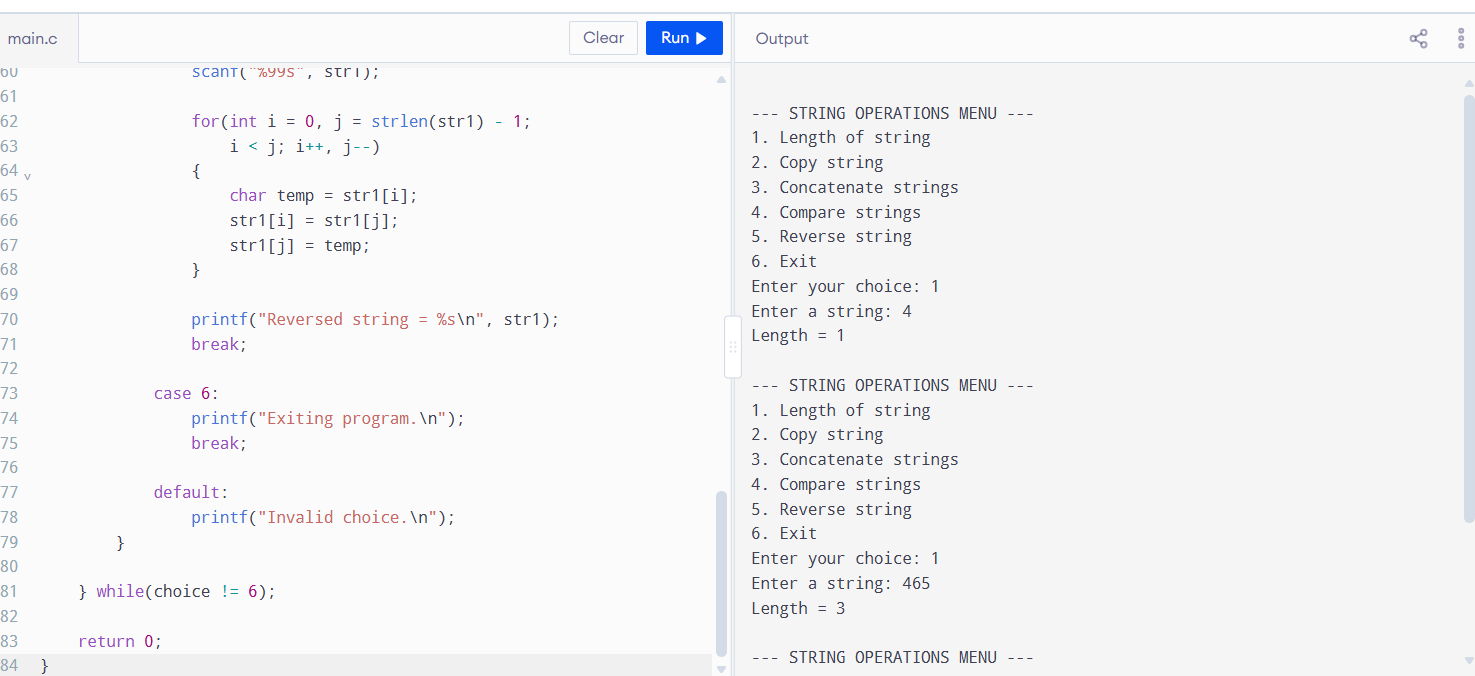 main.c
Clear
Run
60 scanf("%99s", str1);
61
62 for(int i = 0, j = strlen(str1) - 1;
63 i < j; i++, j--)
64 {
65 char temp = str1[i];
66 str1[i] = str1[j];
67 str1[j] = temp;
68 }
69
70 printf("Reversed string = %s\n", str1);
71 break;
72
73 case 6:
74 printf("Exiting program.\n");
75 break;
76
77 default:
78 printf("Invalid choice.\n");
79 }
80
81 } while(choice != 6);
82
83 return 0;
84 }
Output
--- STRING OPERATIONS MENU ---
1. Length of string
2. Copy string
3. Concatenate strings
4. Compare strings
5. Reverse string
6. Exit
Enter your choice: 1
Enter a string: 4
Length = 1
--- STRING OPERATIONS MENU ---
1. Length of string
2. Copy string
3. Concatenate strings
4. Compare strings
5. Reverse string
6. Exit
Enter your choice: 1
Enter a string: 465
Length = 3
--- STRING OPERATIONS MENU ---